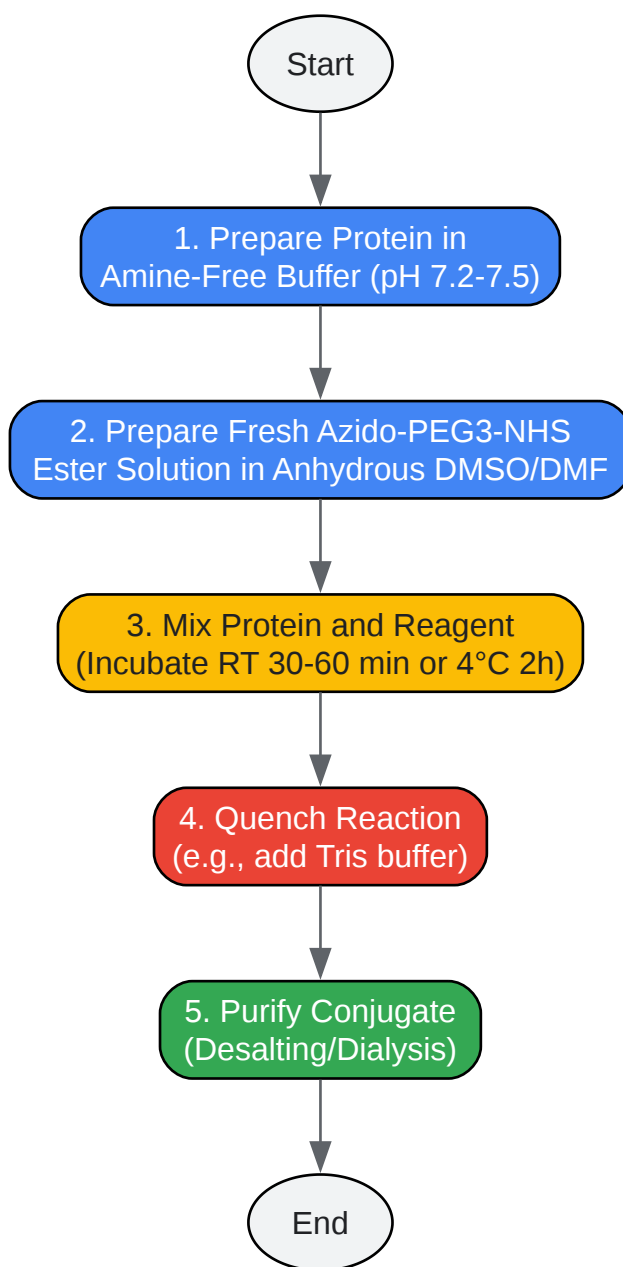 Start
1. Prepare Protein in
Amine-Free Buffer (pH 7.2-7.5)
2. Prepare Fresh Azido-PEG3-NHS
Ester Solution in Anhydrous DMSO/DMF
3. Mix Protein and Reagent
(Incubate RT 30-60 min or 4°C 2h)
4. Quench Reaction
(e.g., add Tris buffer)
5. Purify Conjugate
(Desalting/Dialysis)
End